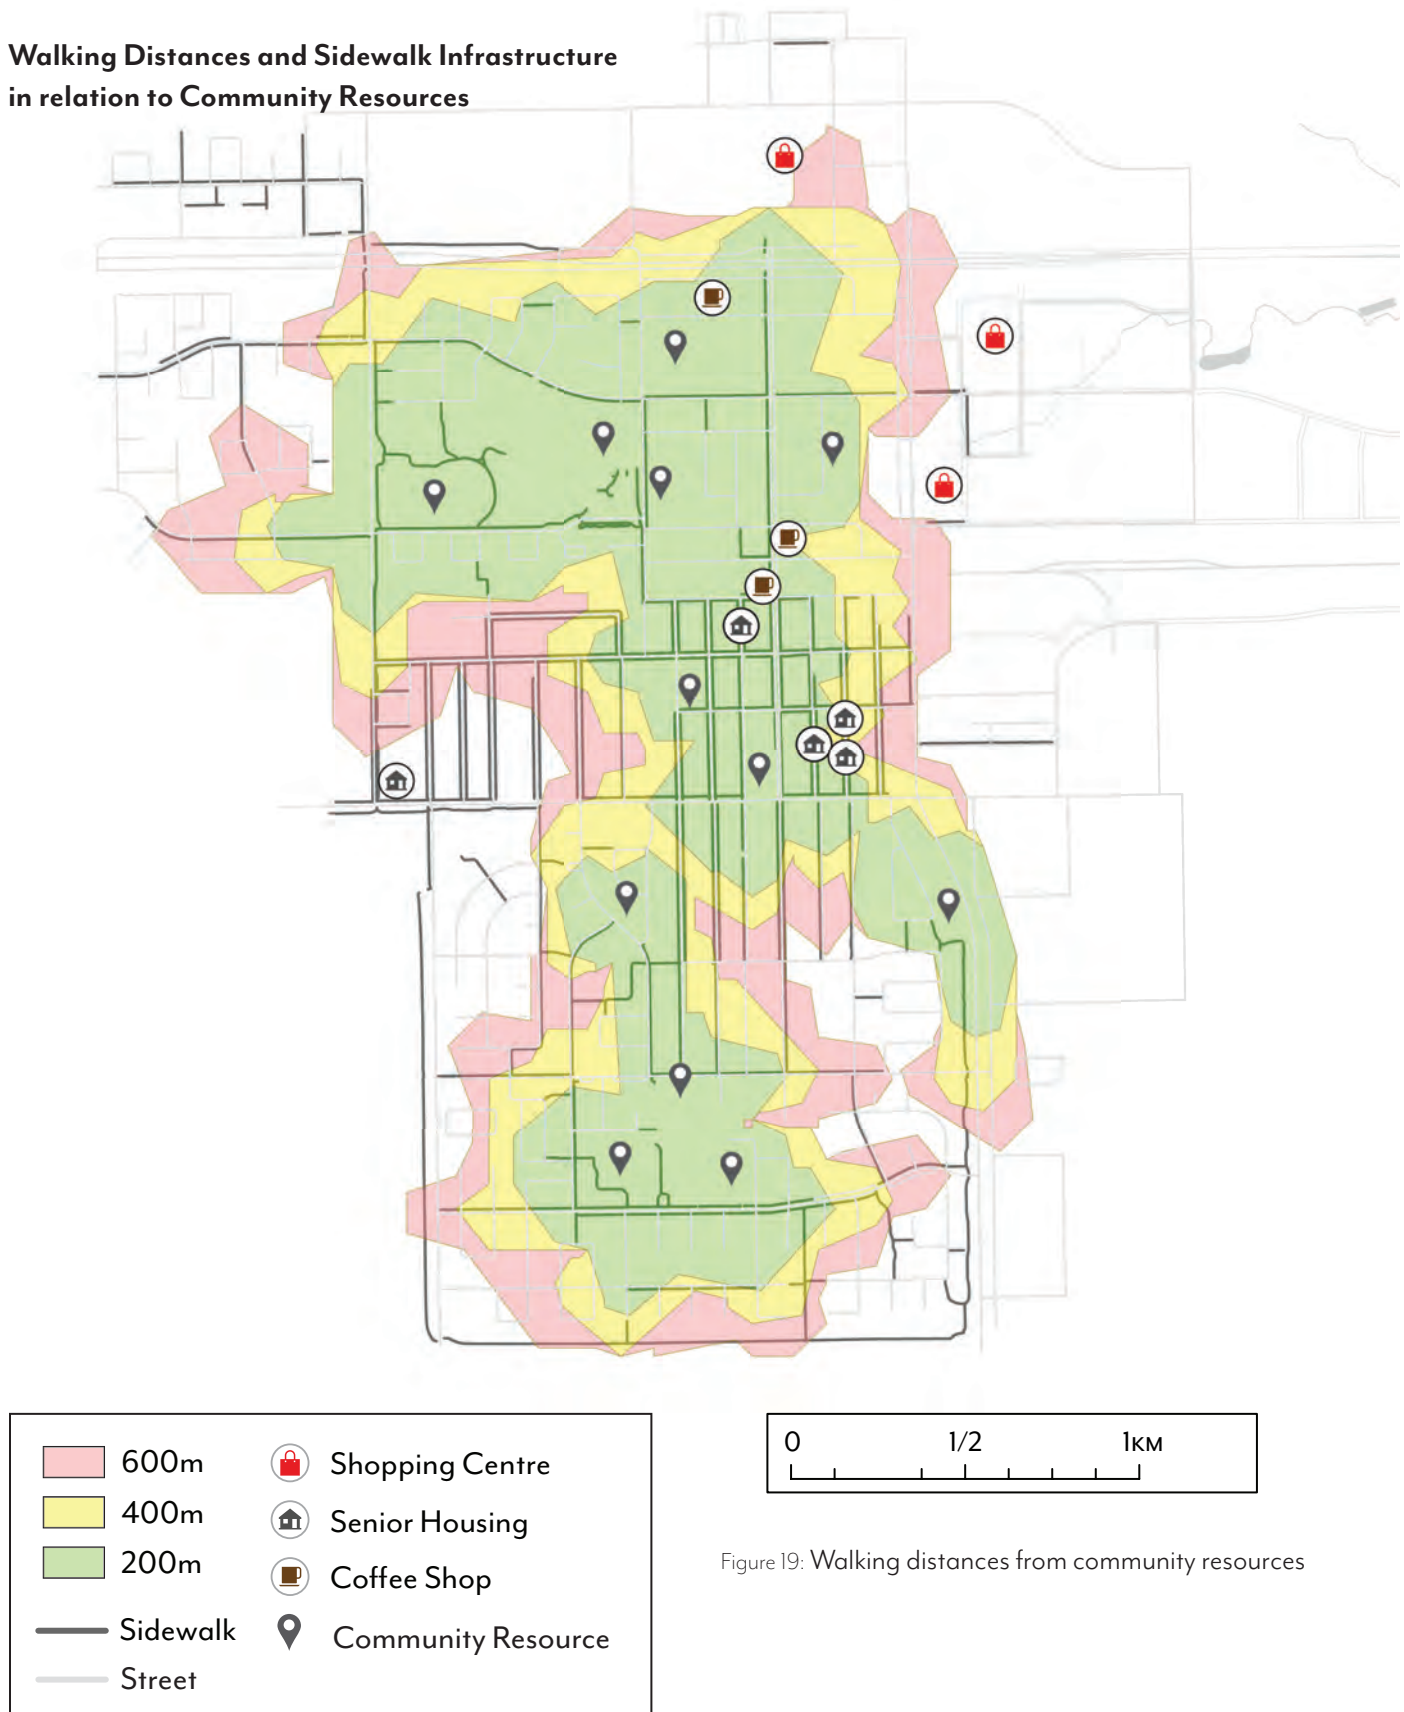 Walking Distances and Sidewalk Infrastructure
in relation to Community Resources
600m
400m
200m
Sidewalk
Street
Shopping Centre
Senior Housing
Coffee Shop
Community Resource
0 1/2 1KM
Figure 19: Walking distances from community resources